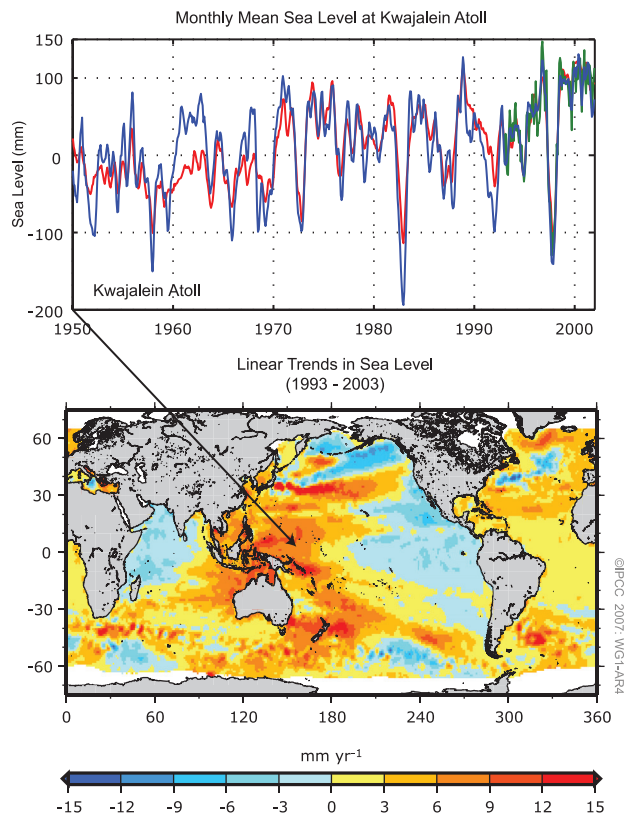 Monthly Mean Sea Level at Kwajalein Atoll
150
100
0
-100
-200
Sea Level (mm)
Kwajalein Atoll
1950 1960 1970 1980 1990 2000
Linear Trends in Sea Level
(1993 - 2003)
60
30
0
-30
-60
0 60 120 180 240 300 360
©IPCC 2007: WG1-AR4
mm yr⁻¹
-15 -12 -9 -6 -3 0 3 6 9 12 15